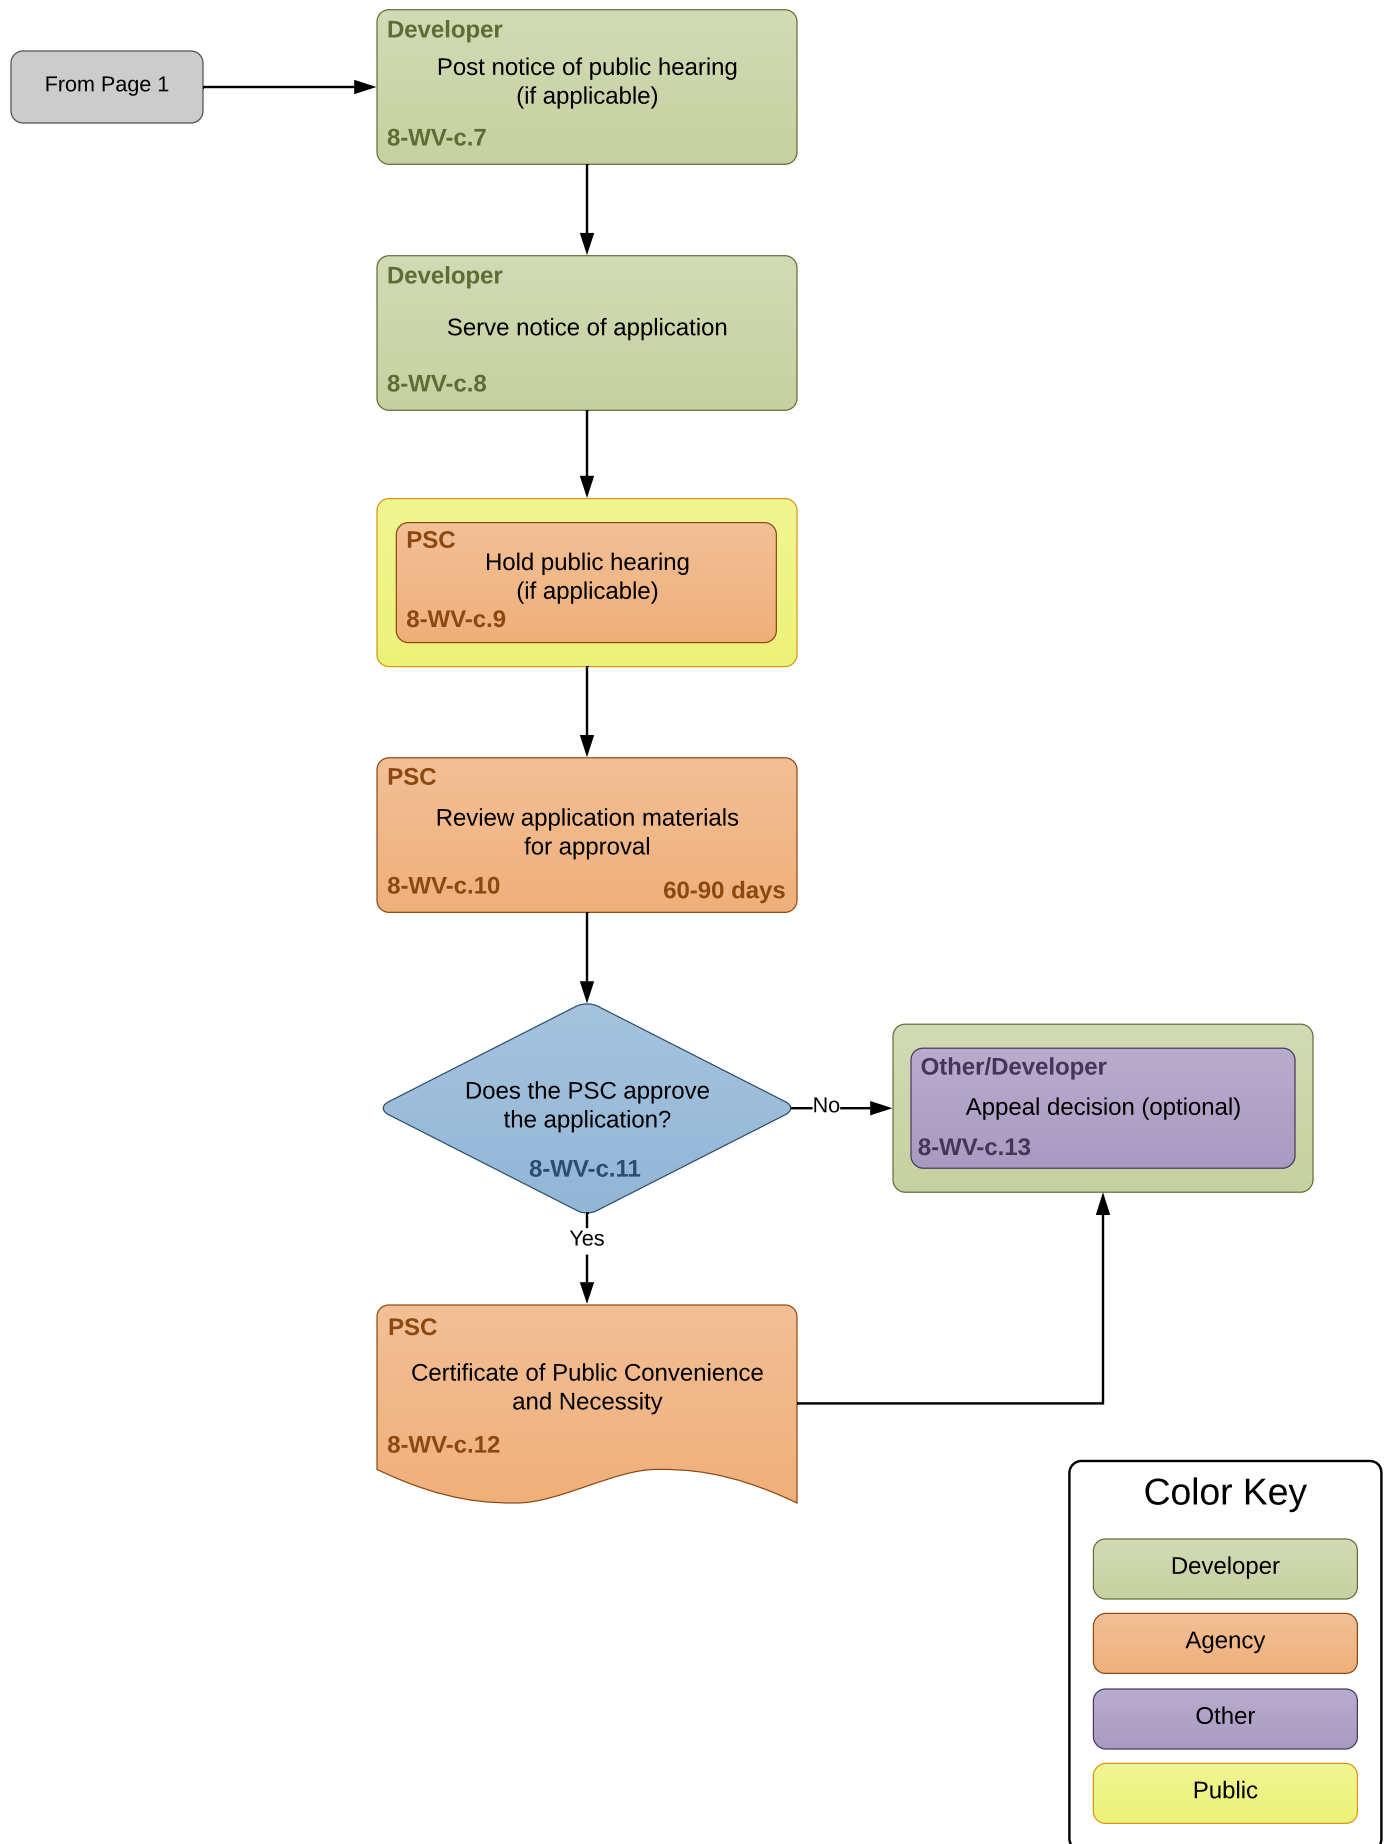 From Page 1
Developer
Post notice of public hearing
(if applicable)
8-WV-c.7
Developer
Serve notice of application
8-WV-c.8
PSC
Hold public hearing
(if applicable)
8-WV-c.9
PSC
Review application materials
for approval
8-WV-c.10
60-90 days
Does the PSC approve
the application?
8-WV-c.11
No
Other/Developer
Appeal decision (optional)
8-WV-c.13
Yes
PSC
Certificate of Public Convenience
and Necessity
8-WV-c.12
Color Key
Developer
Agency
Other
Public